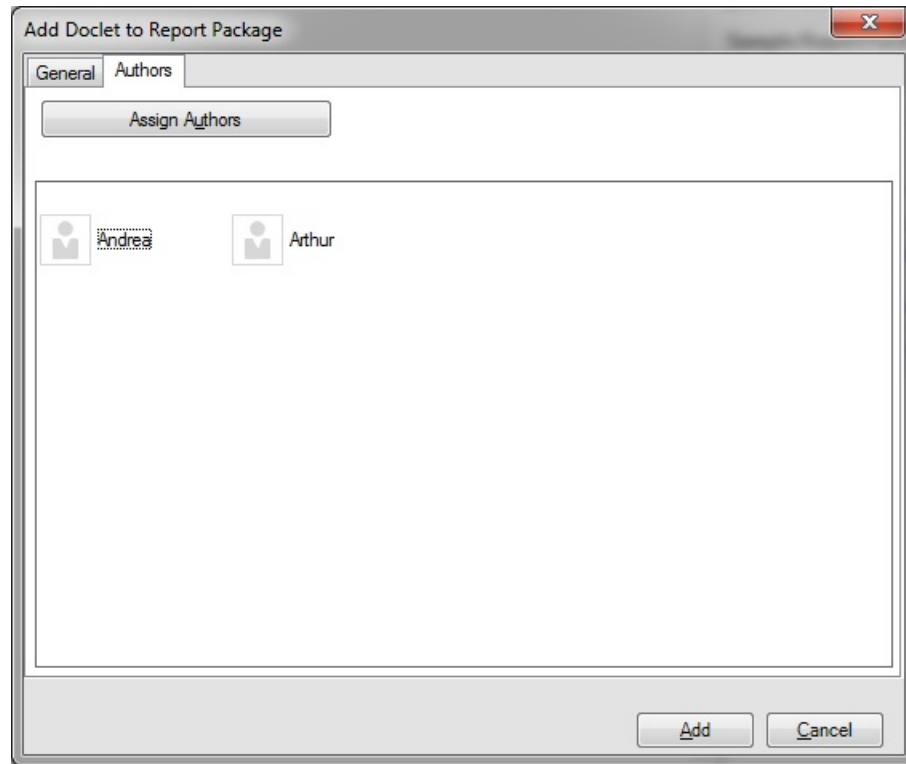 Add Doclet to Report Package
X
General Authors
Assign Authors
Andrea Arthur
Add Cancel